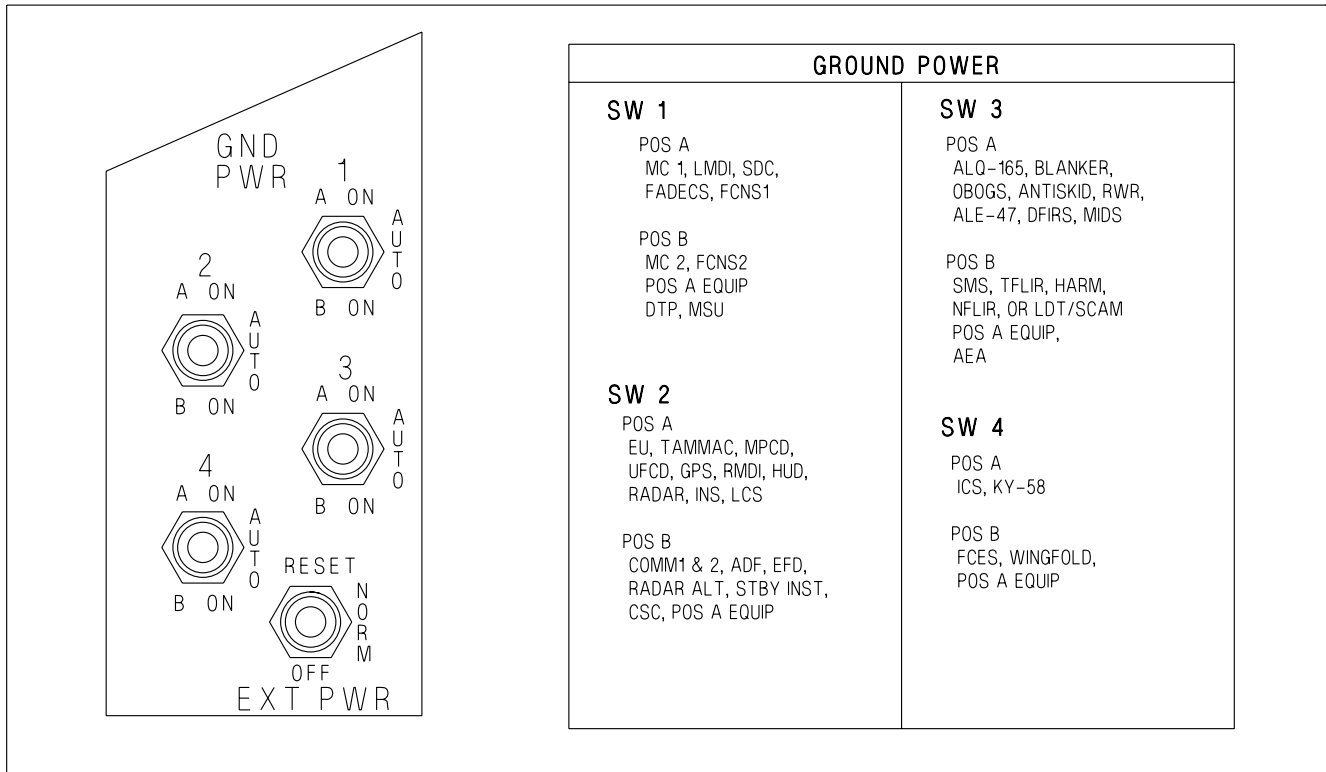 GND
PWR
1
A ON
AUTO
B ON
2
A ON
AUTO
B ON
3
A ON
AUTO
B ON
4
A ON
AUTO
B ON
RESET
NORM
OFF
EXT PWR
GROUND POWER
SW 1
POS A
MC 1, LMDI, SDC,
FADECS, FCNS1
POS B
MC 2, FCNS2
POS A EQUIP
DTP, MSU
SW 2
POS A
EU, TAMMAC, MPCD,
UFCD, GPS, RMDI, HUD,
RADAR, INS, LCS
POS B
COMM1 & 2, ADF, EFD,
RADAR ALT, STBY INST,
CSC, POS A EQUIP
SW 3
POS A
ALQ-165, BLANKER,
OBOGS, ANTISKID, RWR,
ALE-47, DFIRS, MIDS
POS B
SMS, TFLIR, HARM,
NFLIR, OR LDT/SCAM
POS A EQUIP,
AEA
SW 4
POS A
ICS, KY-58
POS B
FCES, WINGFOLD,
POS A EQUIP